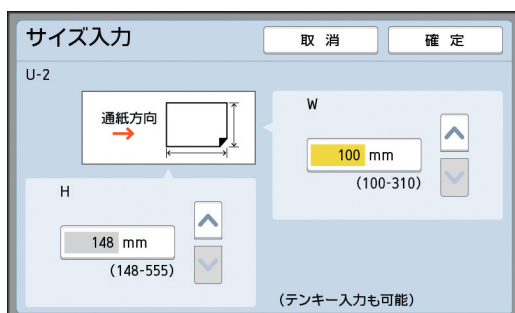 サイズ入力
取 消
確 定
U-2
通紙方向
W
100 mm
(100-310)
H
148 mm
(148-555)
(テンキー入力も可能)